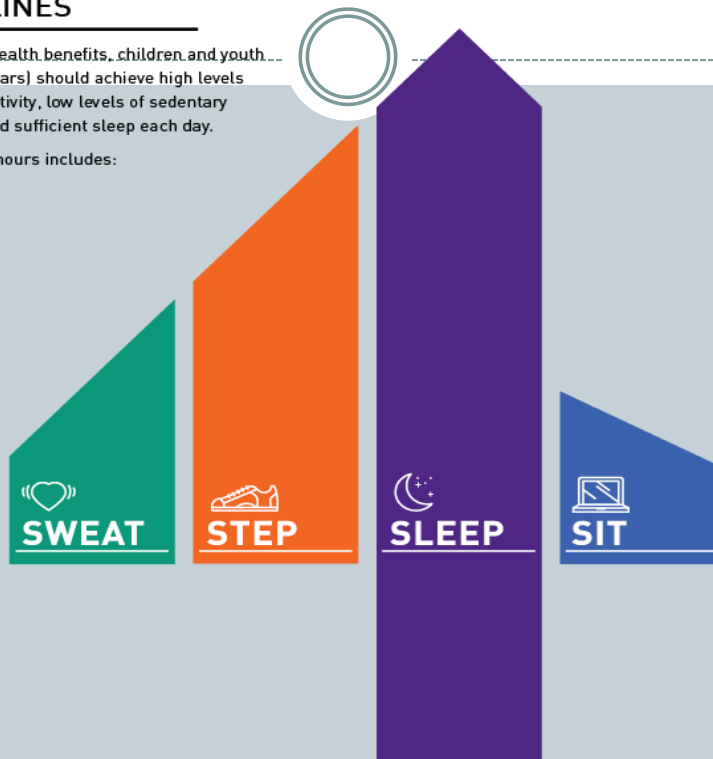 LINES
ealth benefits, children and youth
ars) should achieve high levels
tivity, low levels of sedentary
d sufficient sleep each day.
hours includes:
SWEAT
STEP
SLEEP
SIT